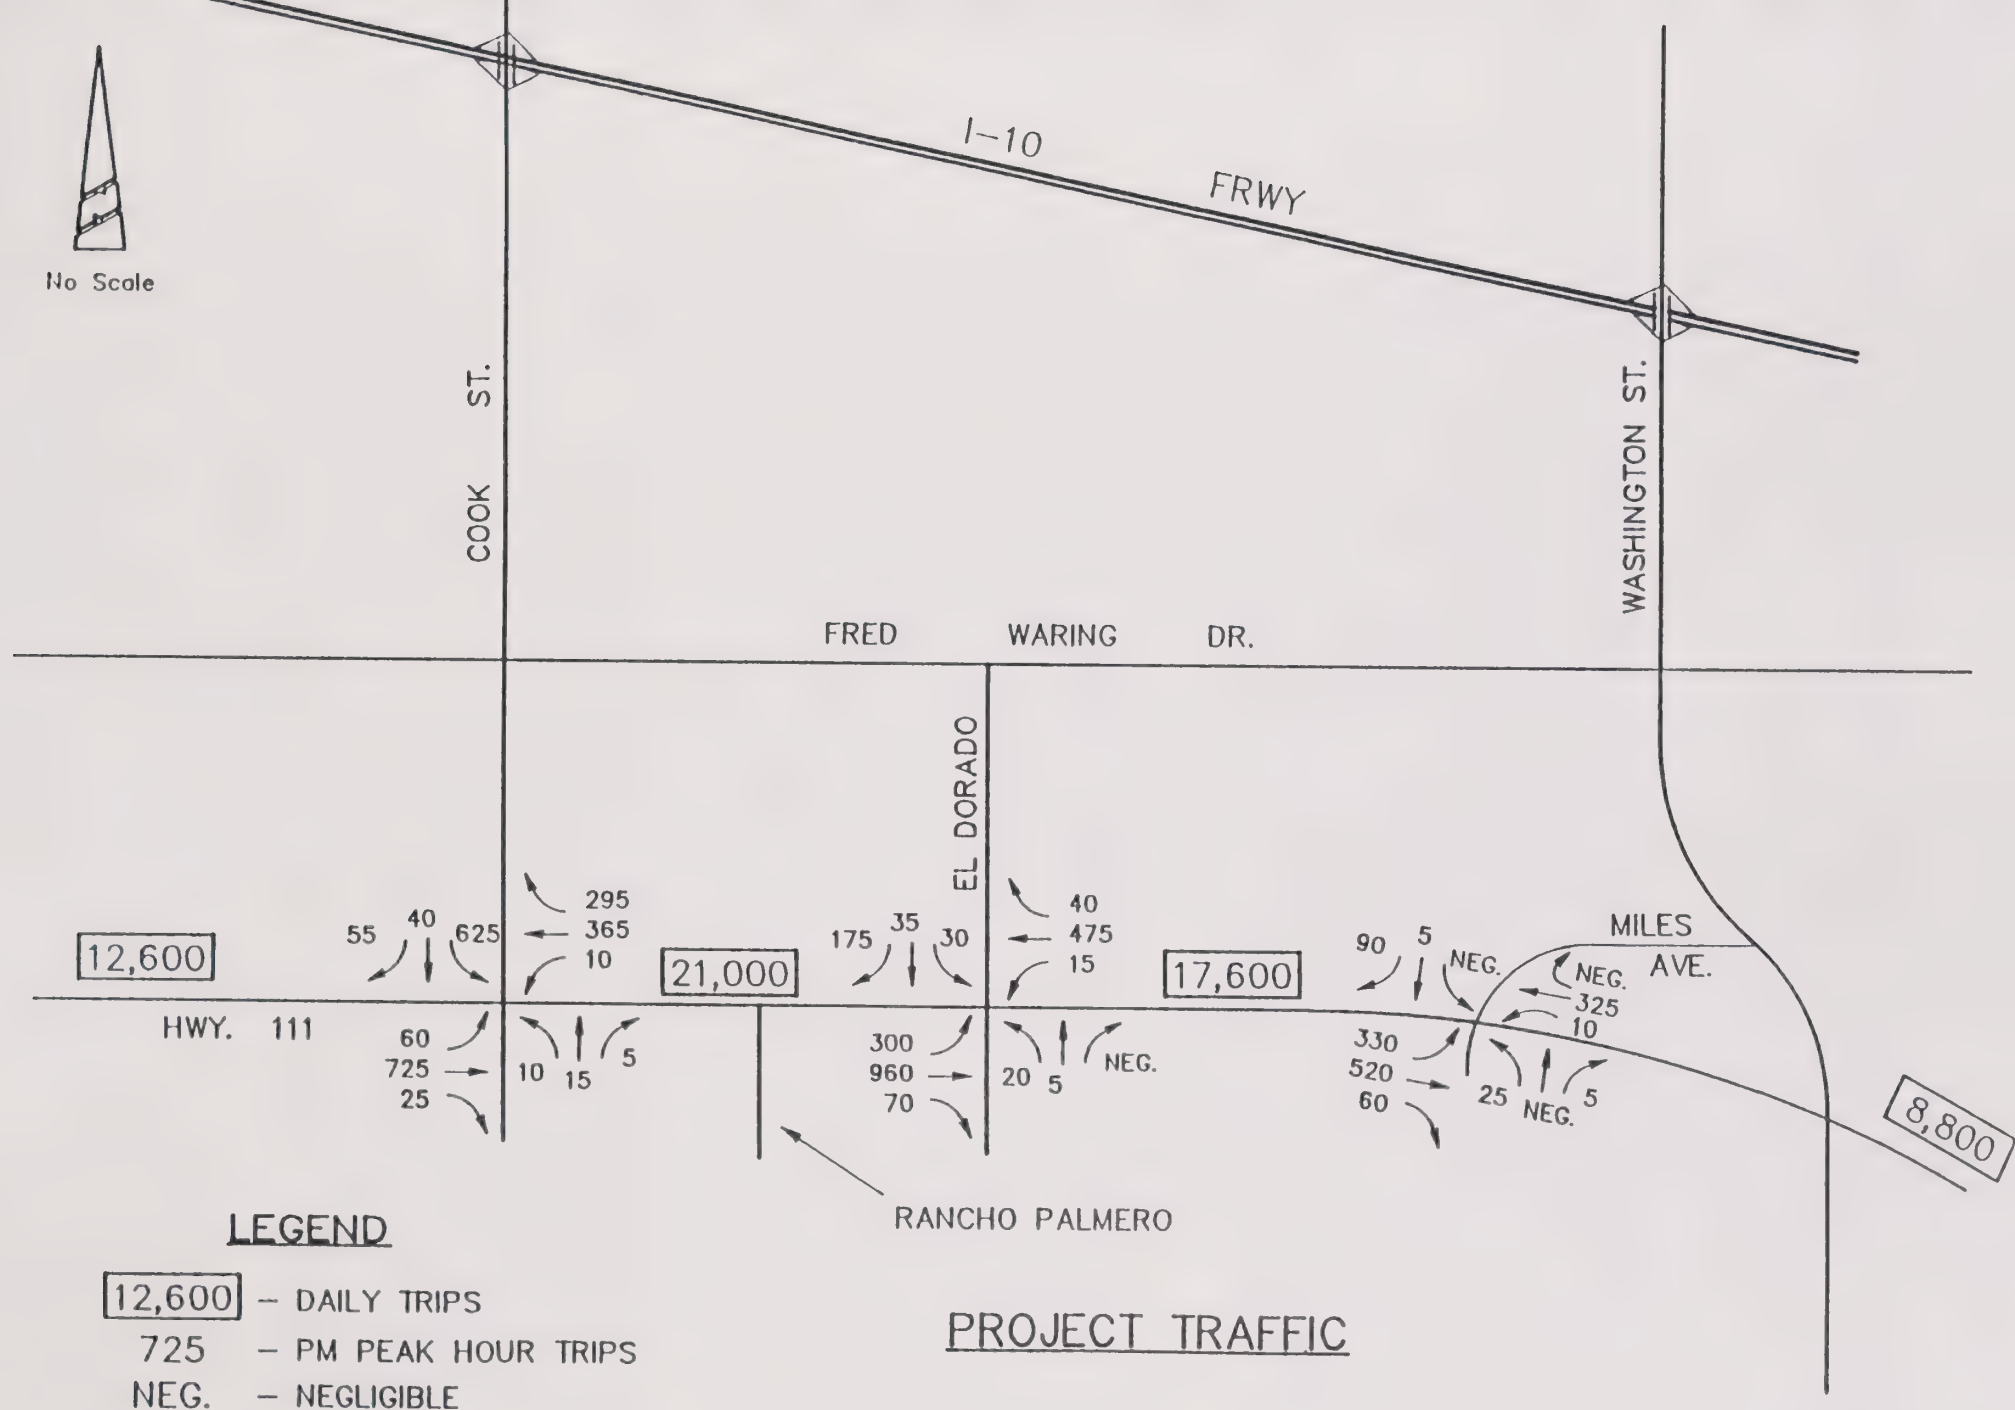 I-10 FRWY
No Scale
COOK ST.
WASHINGTON ST.
FRED WARING DR.
EL DORADO
MILES
AVE.
12,600
55 40 625
295
365
10
21,000
175 35 30
40
475
15
17,600
90 5 NEG.
NEG.
325
10
HWY. 111
60
725
25
10 15 5
300
960
70
20 5 NEG.
330
520
60
25 NEG. 5
8,800
RANCHO PALMERO
LEGEND
12,600 – DAILY TRIPS
725 – PM PEAK HOUR TRIPS
NEG. – NEGLIGIBLE
PROJECT TRAFFIC